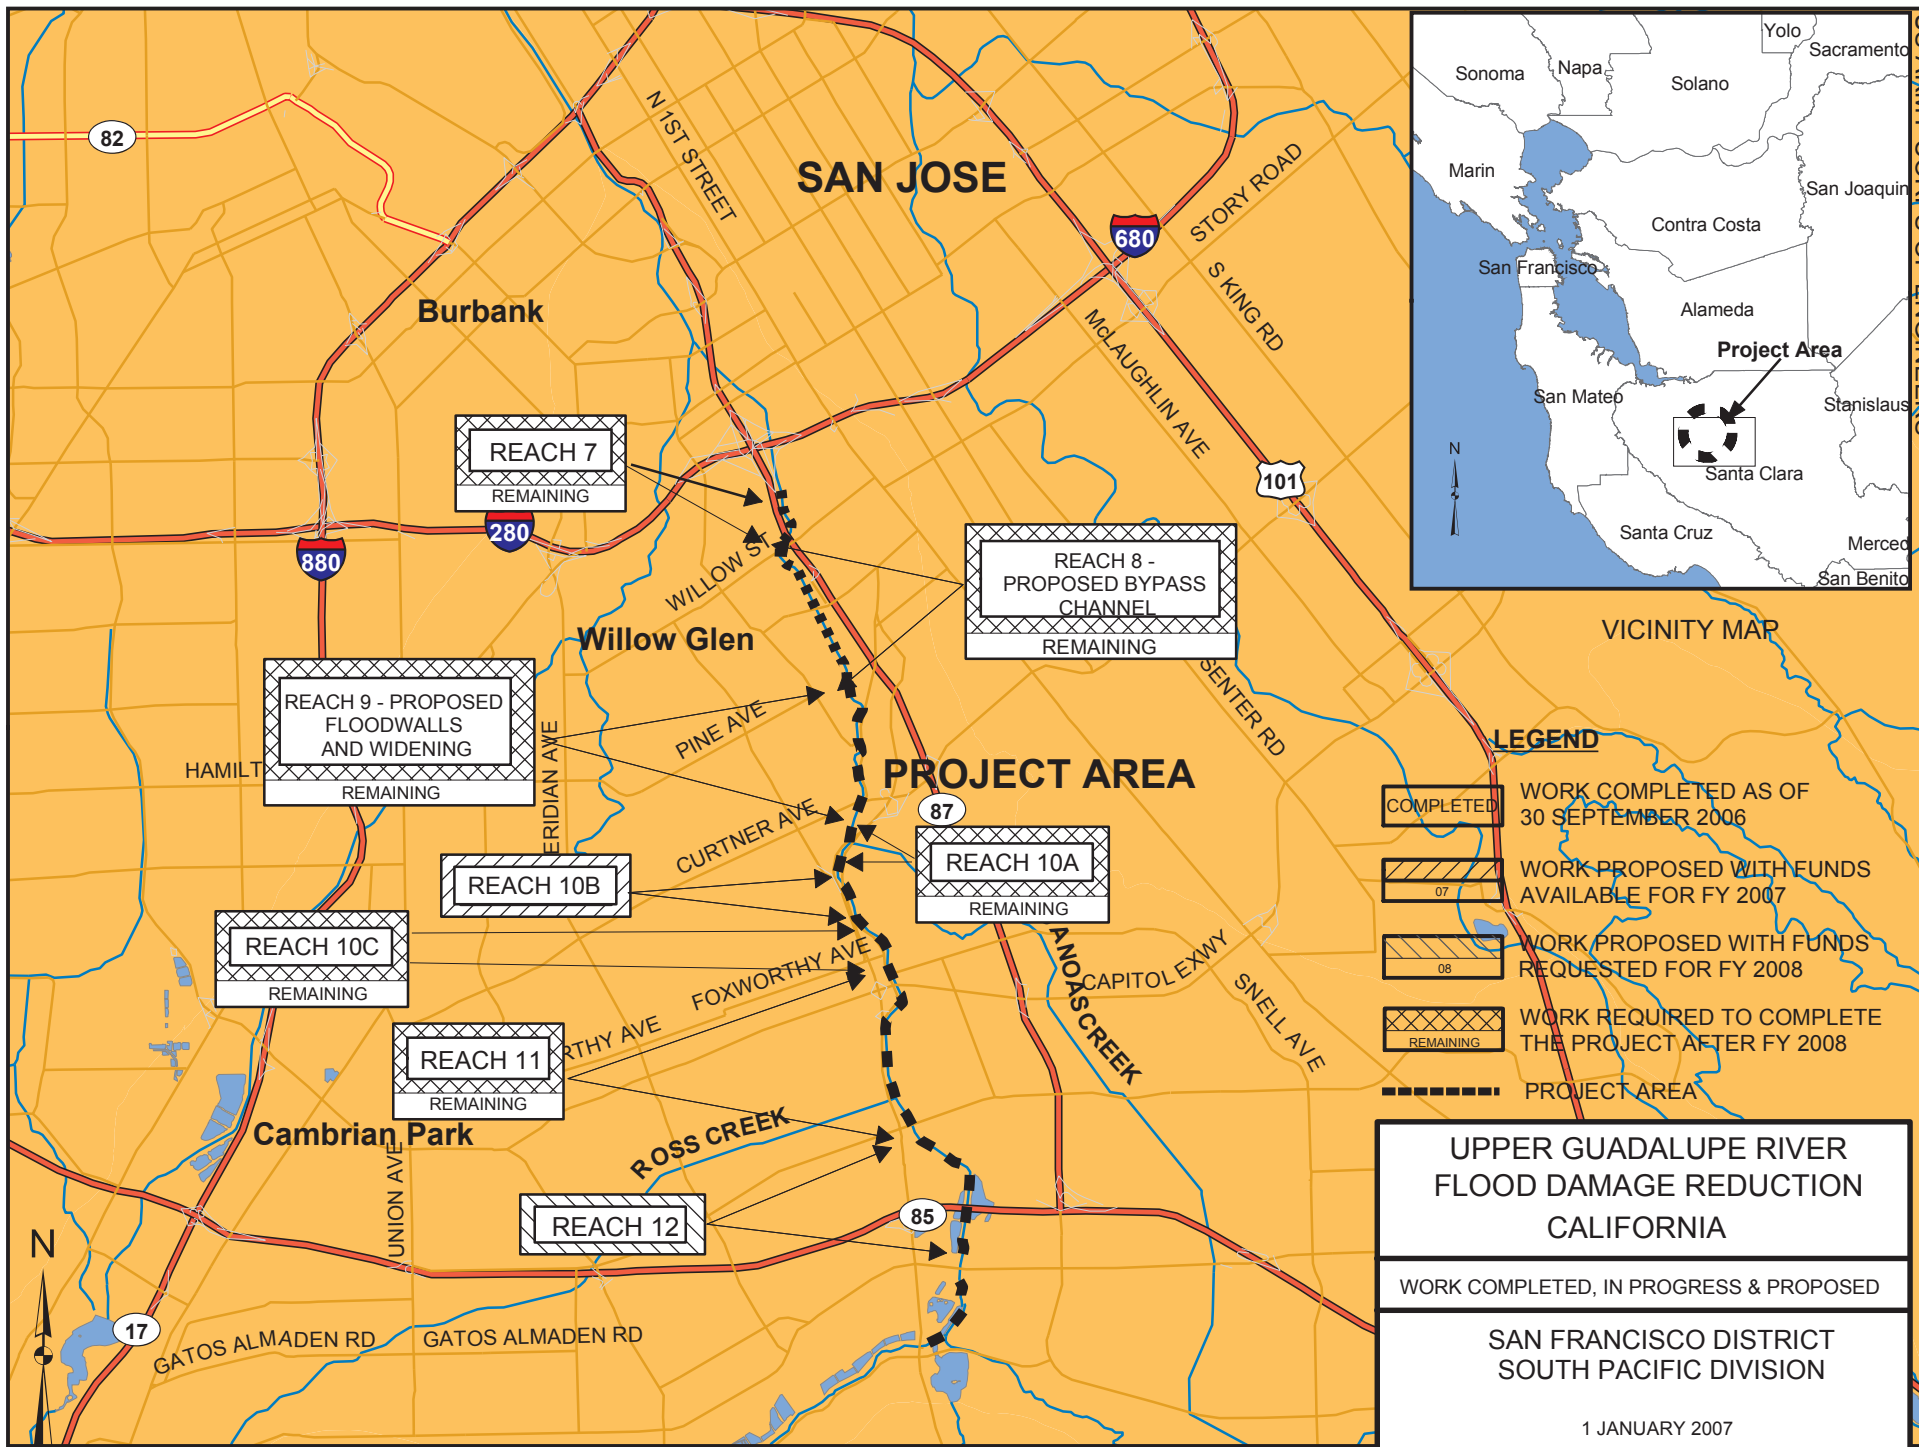 82
N 1ST STREET
SAN JOSE
STORY ROAD
680
S KING RD
McLAUGHLIN AVE
Burbank
REACH 7
REMAINING
280
880
101
WILLOW ST
REACH 8 -
PROPOSED BYPASS
CHANNEL
REMAINING
Willow Glen
SENTER RD
REACH 9 - PROPOSED
FLOODWALLS
AND WIDENING
REMAINING
HAMILT
ERIDIAN AVE
PINE AVE
PROJECT AREA
87
CURTNER AVE
REACH 10B
REACH 10A
REMAINING
REACH 10C
REMAINING
FOXWORTHY AVE
CAPITOL EXWY
ANOAS CREEK
SNELL AVE
REACH 11
REMAINING
RTHY AVE
Cambrian Park
UNION AVE
ROSS CREEK
REACH 12
85
N
17
GATOS ALMADEN RD
GATOS ALMADEN RD
Yolo
Sacramento
Sonoma
Napa
Solano
Marin
San Joaquin
Contra Costa
San Francisco
Alameda
Project Area
San Mateo
Stanislaus
Santa Clara
N
Santa Cruz
Merced
San Benito
VICINITY MAP
LEGEND
COMPLETED
WORK COMPLETED AS OF
30 SEPTEMBER 2006
07
WORK PROPOSED WITH FUNDS
AVAILABLE FOR FY 2007
08
WORK PROPOSED WITH FUNDS
REQUESTED FOR FY 2008
REMAINING
WORK REQUIRED TO COMPLETE
THE PROJECT AFTER FY 2008
PROJECT AREA
UPPER GUADALUPE RIVER
FLOOD DAMAGE REDUCTION
CALIFORNIA
WORK COMPLETED, IN PROGRESS & PROPOSED
SAN FRANCISCO DISTRICT
SOUTH PACIFIC DIVISION
1 JANUARY 2007